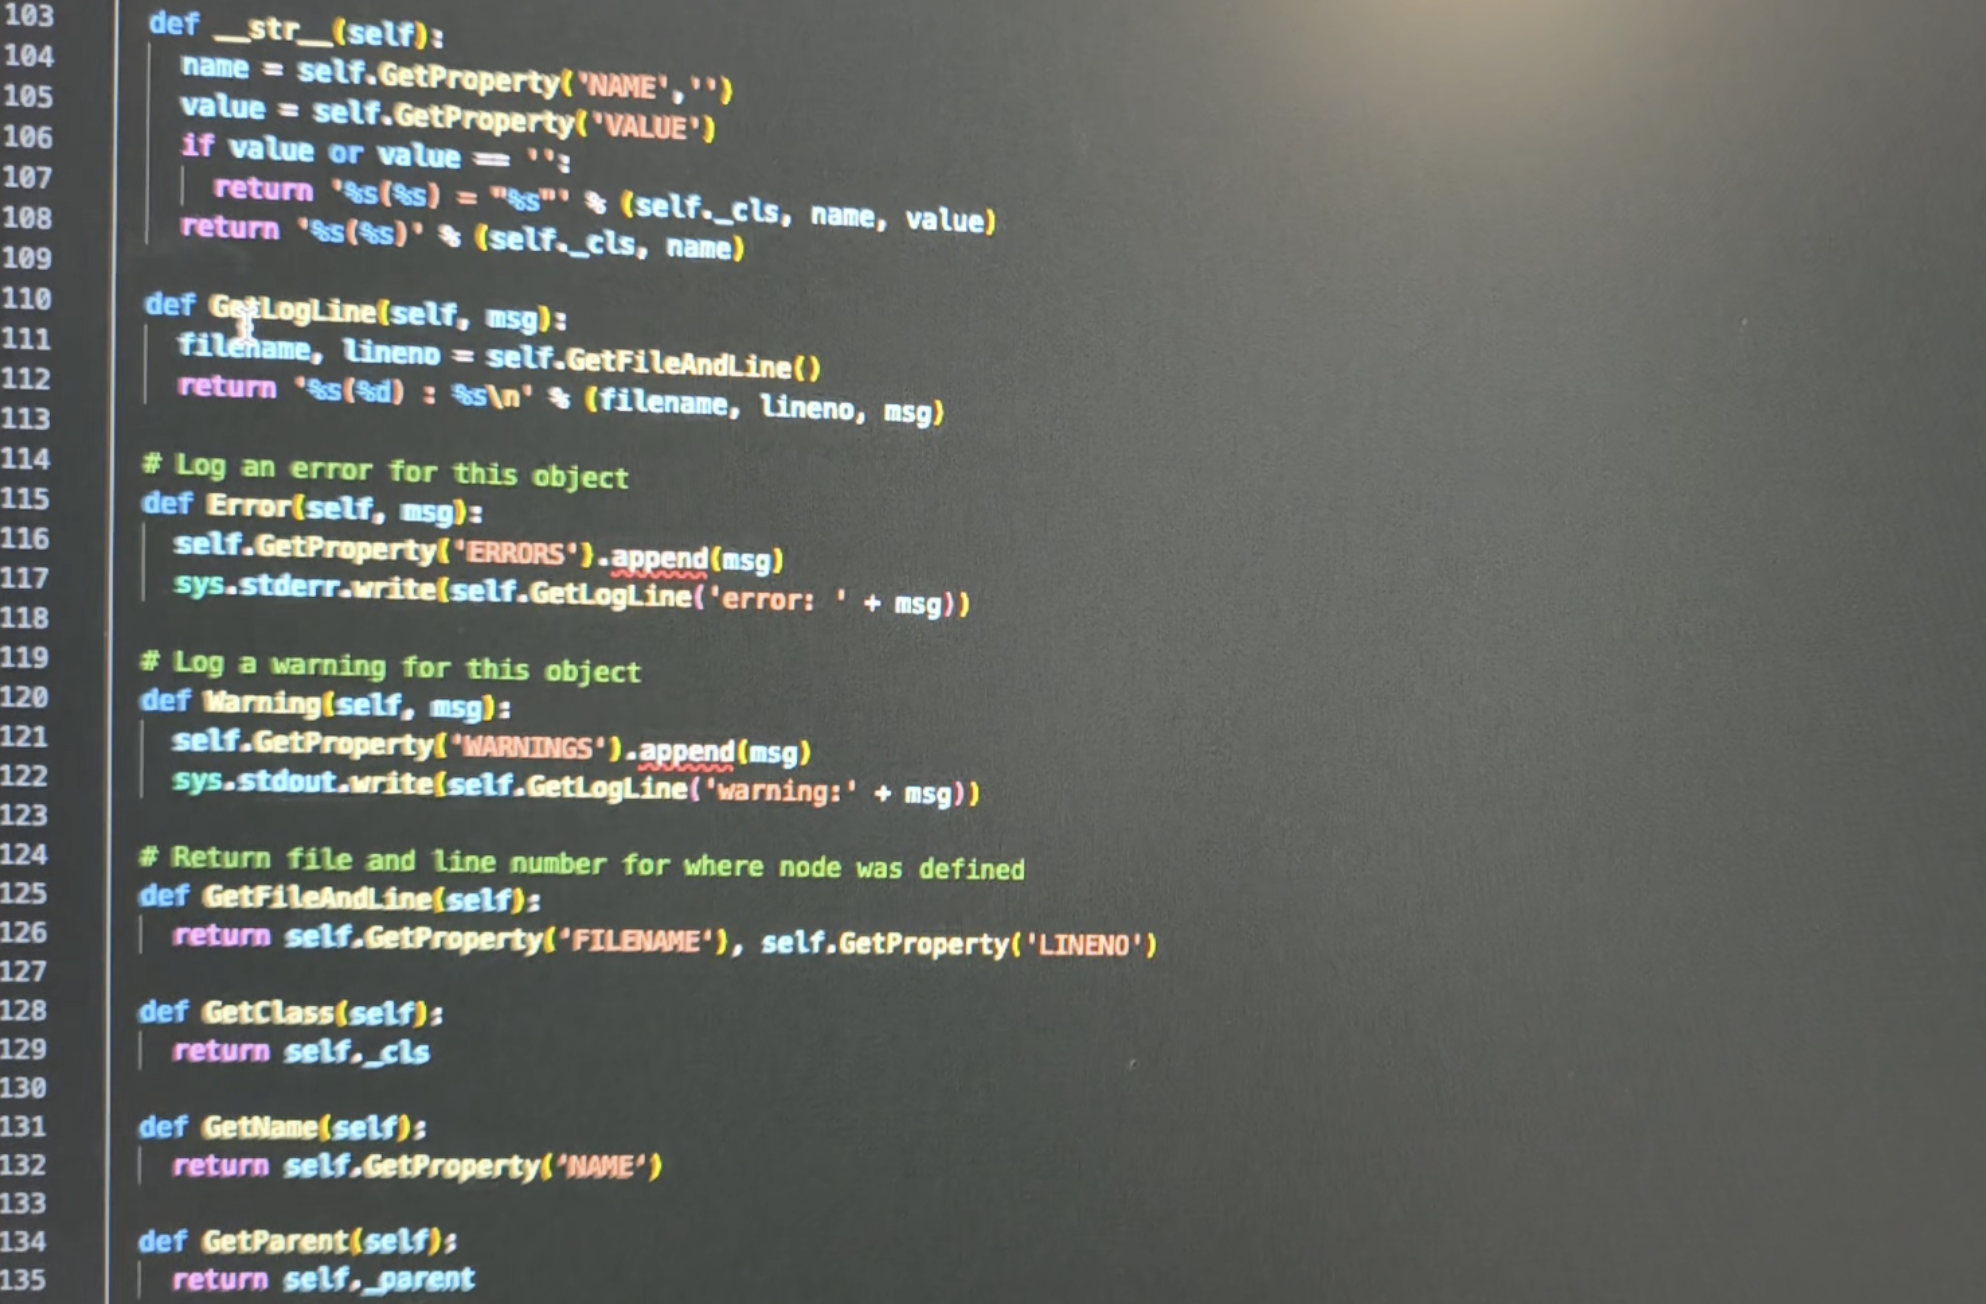 103 def __str__(self):
104 name = self.GetProperty('NAME','')
105 value = self.GetProperty('VALUE')
106 if value or value == '':
107 return '%s(%s) = "%s"' % (self._cls, name, value)
108 return '%s(%s)' % (self._cls, name)
109
110 def GetLogLine(self, msg):
111 filename, lineno = self.GetFileAndLine()
112 return '%s(%d) : %s\n' % (filename, lineno, msg)
113
114 # Log an error for this object
115 def Error(self, msg):
116 self.GetProperty('ERRORS').append(msg)
117 sys.stderr.write(self.GetLogLine('error: ' + msg))
118
119 # Log a warning for this object
120 def Warning(self, msg):
121 self.GetProperty('WARNINGS').append(msg)
122 sys.stdout.write(self.GetLogLine('warning:' + msg))
123
124 # Return file and line number for where node was defined
125 def GetFileAndLine(self):
126 return self.GetProperty('FILENAME'), self.GetProperty('LINENO')
127
128 def GetClass(self):
129 return self._cls
130
131 def GetName(self):
132 return self.GetProperty('NAME')
133
134 def GetParent(self):
135 return self._parent